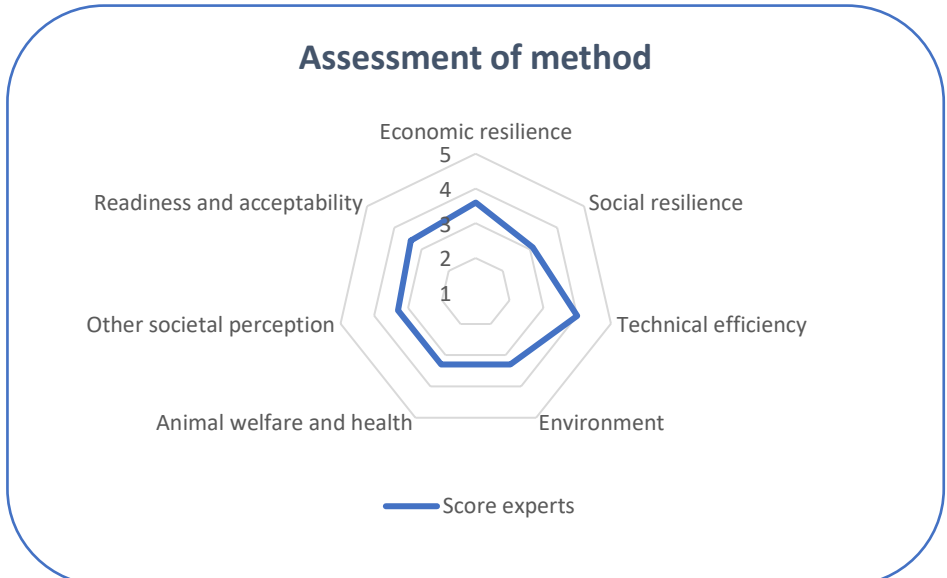 Assessment of method
Economic resilience
5
4
3
2
1
Readiness and acceptability
Social resilience
Other societal perception
Technical efficiency
Animal welfare and health
Environment
Score experts